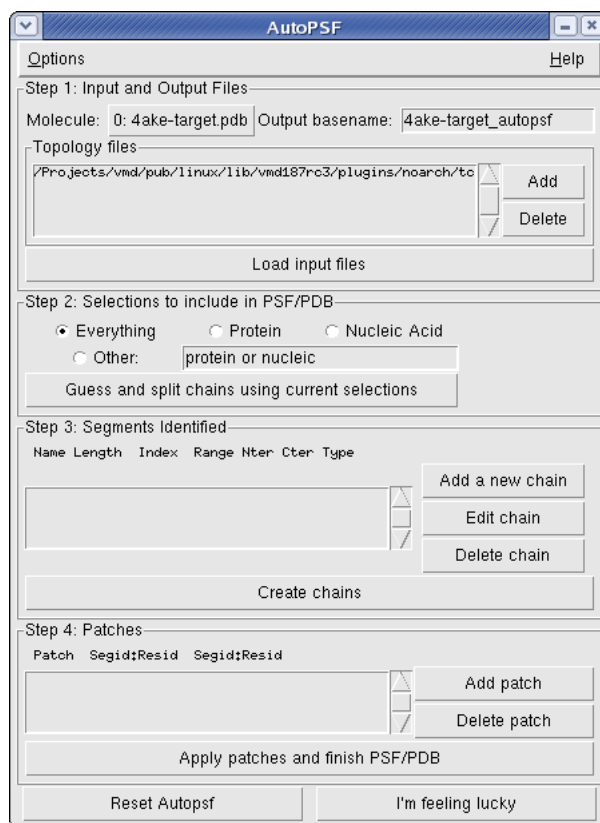 AutoPSF
Options Help
Step 1: Input and Output Files
Molecule: 0: 4ake-target.pdb Output basename: 4ake-target_autopsf
Topology files
/Projects/vmd/pub/linux/lib/vmd187rc3/plugins/noarch/tc
Add
Delete
Load input files
Step 2: Selections to include in PSF/PDB
Everything Protein Nucleic Acid
Other: protein or nucleic
Guess and split chains using current selections
Step 3: Segments Identified
Name Length Index Range Nter Cter Type
Add a new chain
Edit chain
Delete chain
Create chains
Step 4: Patches
Patch Segid:Resid Segid:Resid
Add patch
Delete patch
Apply patches and finish PSF/PDB
Reset Autopsf I'm feeling lucky